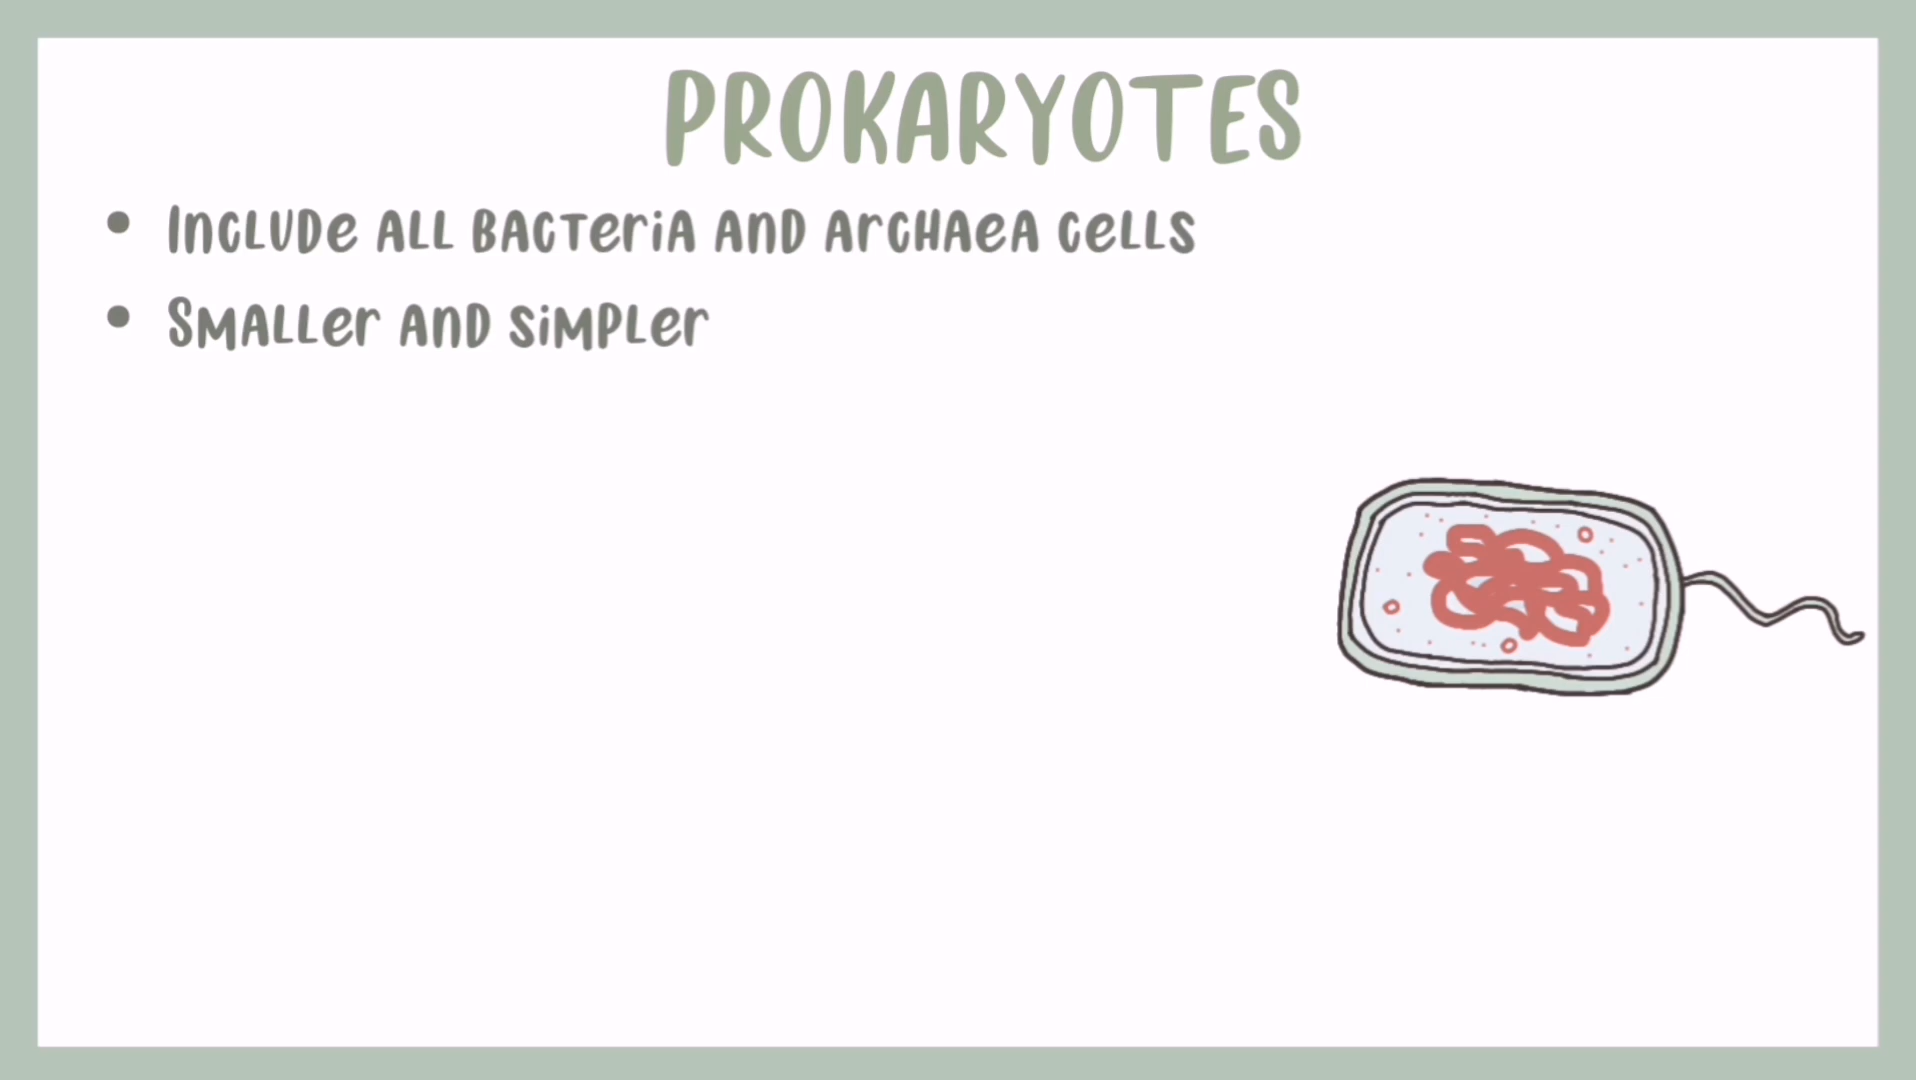 PROKARYOTES
• Include all bacteria and archaea cells
• Smaller and simpler